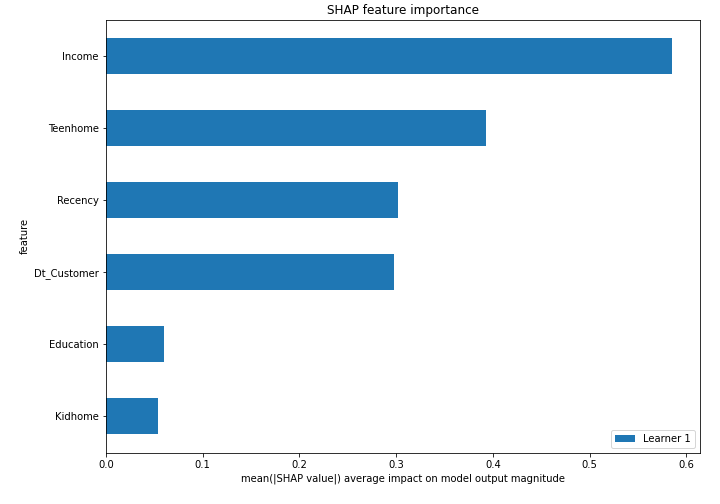 SHAP feature importance
Income
Teenhome
Recency
Dt_Customer
Education
Kidhome
feature
Learner 1
0.0 0.1 0.2 0.3 0.4 0.5 0.6
mean(|SHAP value|) average impact on model output magnitude